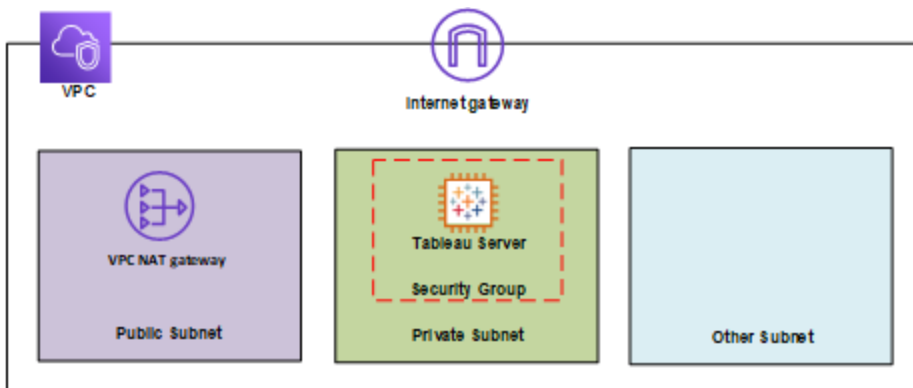 VPC
Internet gateway
VPC NAT gateway
Public Subnet
Tableau Server
Security Group
Private Subnet
Other Subnet